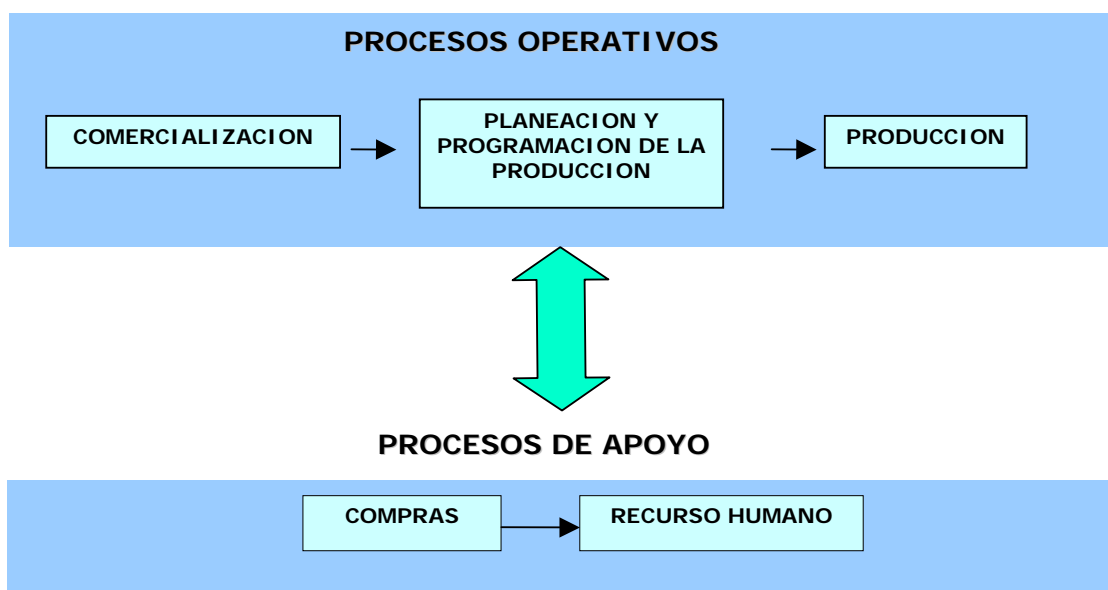 PROCESOS OPERATIVOS
COMERCIALIZACION
PLANEACION Y
PROGRAMACION DE LA
PRODUCCION
PRODUCCION
PROCESOS DE APOYO
COMPRAS
RECURSO HUMANO